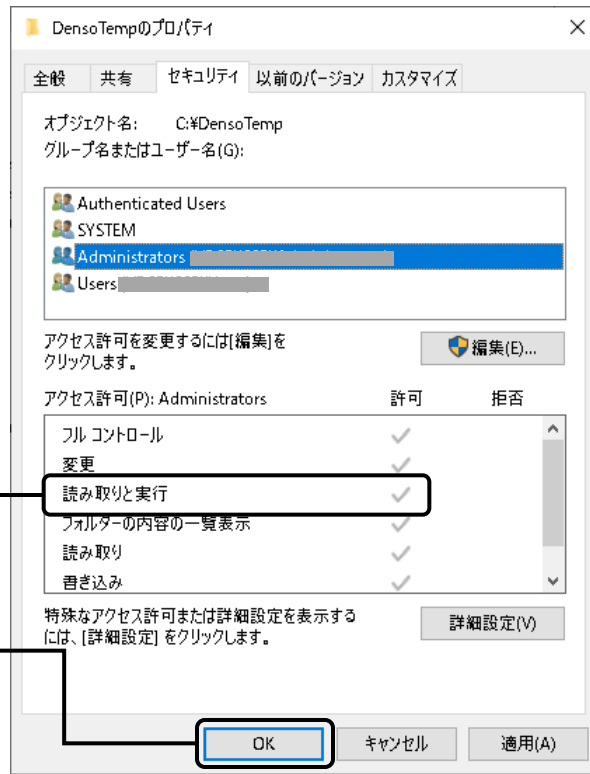 DensoTempのプロパティ
全般 共有 セキュリティ 以前のバージョン カスタマイズ
オブジェクト名: C:¥DensoTemp
グループ名またはユーザー名(G):
Authenticated Users
SYSTEM
Administrators
Users
アクセス許可を変更するには[編集]を
クリックします。
編集(E)...
アクセス許可(P): Administrators 許可 拒否
フル コントロール
変更
読み取りと実行
フォルダーの内容の一覧表示
読み取り
書き込み
特殊なアクセス許可または詳細設定を表示する
には、[詳細設定] をクリックします。
詳細設定(V)
OK キャンセル 適用(A)